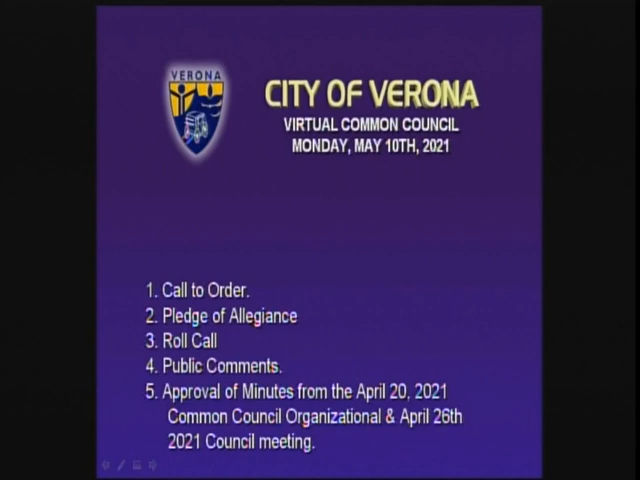 VERONA
CITY OF VERONA
VIRTUAL COMMON COUNCIL
MONDAY, MAY 10TH, 2021
1. Call to Order.
2. Pledge of Allegiance
3. Roll Call
4. Public Comments.
5. Approval of Minutes from the April 20, 2021
Common Council Organizational & April 26th
2021 Council meeting.